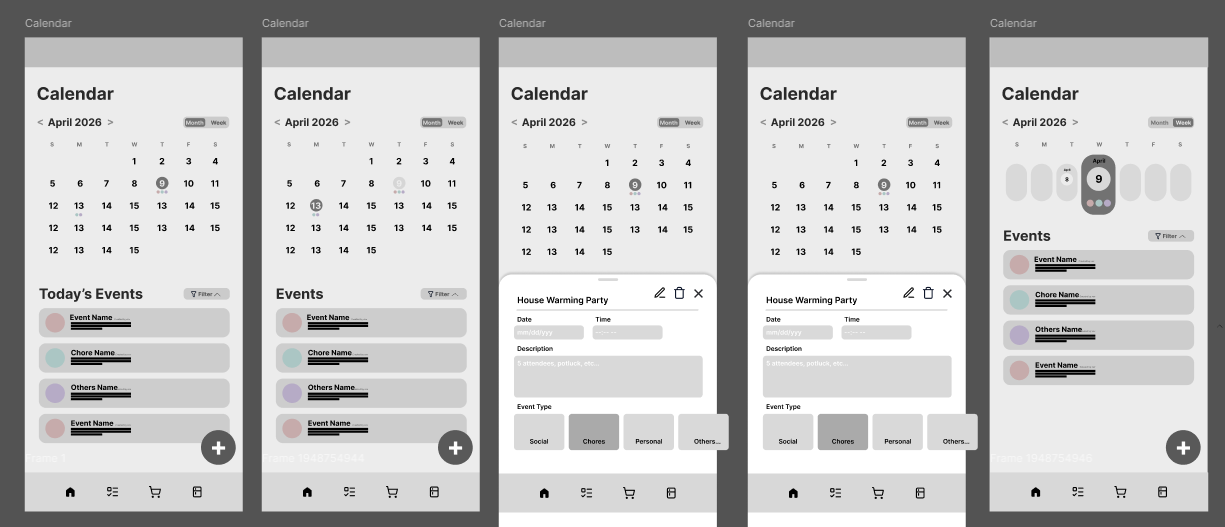 Calendar
Calendar
< April 2026 >
Month Week
S M T W T F S
1 2 3 4
5 6 7 8 9 10 11
12 13 14 15 13 14 15
12 13 14 15 13 14 15
12 13 14 15
Today's Events
Filter
Event Name
Chore Name
Others Name
Event Name
+
Frame 1
Calendar
Calendar
< April 2026 >
Month Week
S M T W T F S
1 2 3 4
5 6 7 8 9 10 11
12 13 14 15 13 14 15
12 13 14 15 13 14 15
12 13 14 15
Events
Filter
Event Name
Chore Name
Others Name
Event Name
+
Frame 1948754944
Calendar
Calendar
< April 2026 >
Month Week
S M T W T F S
1 2 3 4
5 6 7 8 9 10 11
12 13 14 15 13 14 15
12 13 14 15 13 14 15
12 13 14 15
House Warming Party
Date Time
mm/dd/yyy --:-- --
Description
5 attendees, potluck, etc...
Event Type
Social Chores Personal Others...
Calendar
Calendar
< April 2026 >
Month Week
S M T W T F S
1 2 3 4
5 6 7 8 9 10 11
12 13 14 15 13 14 15
12 13 14 15 13 14 15
12 13 14 15
House Warming Party
Date Time
mm/dd/yyy --:-- --
Description
5 attendees, potluck, etc...
Event Type
Social Chores Personal Others...
Calendar
Calendar
< April 2026 >
Month Week
S M T W T F S
April
8
April
9
Events
Filter
Event Name
Chore Name
Others Name
Event Name
+
Frame 1948754946